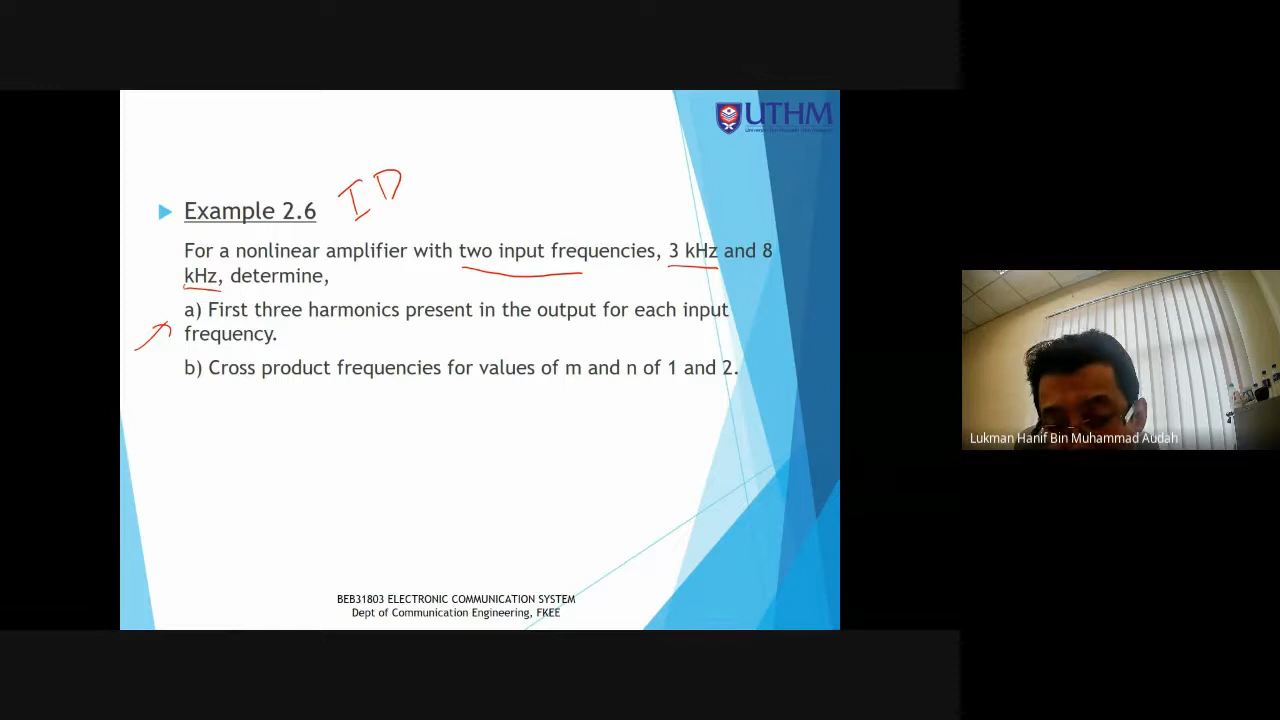 UTHM
Example 2.6
I D
For a nonlinear amplifier with two input frequencies, 3 kHz and 8
kHz, determine,
a) First three harmonics present in the output for each input
frequency.
b) Cross product frequencies for values of m and n of 1 and 2.
Lukman Hanif Bin Muhammad Audah
BEB31803 ELECTRONIC COMMUNICATION SYSTEM
Dept of Communication Engineering, FKEE